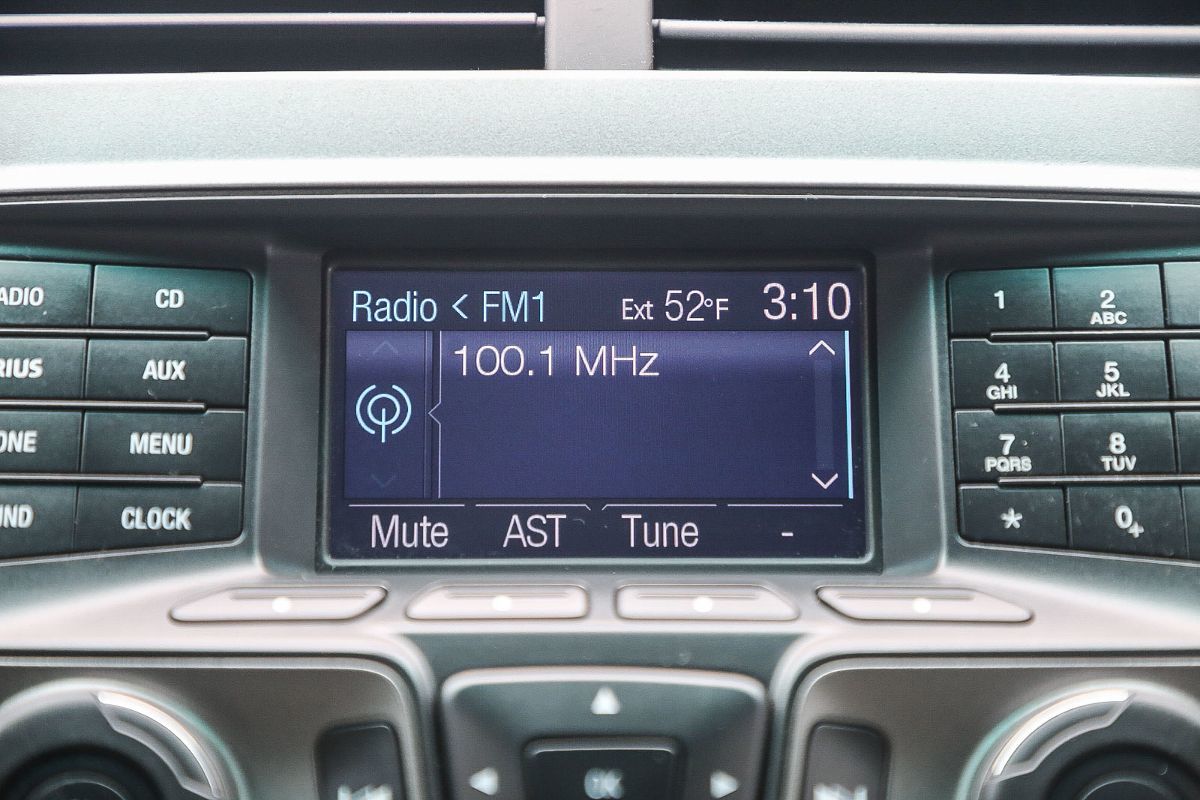 Radio < FM1 Ext 52°F 3:10
100.1 MHz
Mute AST Tune -
ADIO CD
RIUS AUX
ONE MENU
UND CLOCK
1 2 ABC
4 GHI 5 JKL
7 PQRS 8 TUV
* 0+
OK